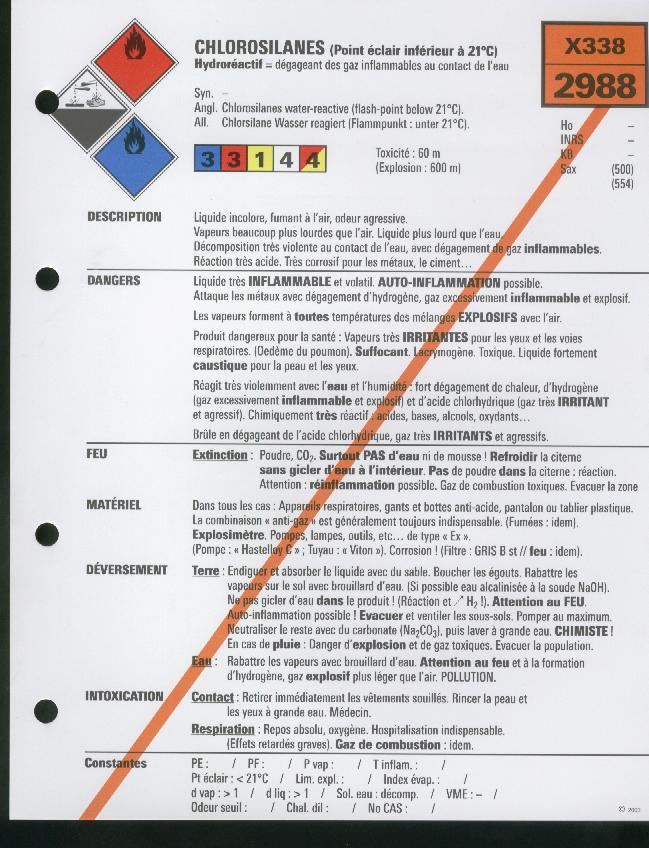 CHLOROSILANES (Point éclair inférieur à 21°C)
Hydroréactif = dégageant des gaz inflammables au contact de l'eau
X338
2988
Syn. –
Angl. Chlorosilanes water-reactive (flash-point below 21°C).
All. Chlorsilane Wasser reagiert (Flammpunkt : unter 21°C).
Ho –
INRS –
KB –
Sax (500)
(554)
3 3 1 4 4
Toxicité : 60 m
(Explosion : 600 m)
DESCRIPTION
Liquide incolore, fumant à l'air, odeur agressive.
Vapeurs beaucoup plus lourdes que l'air. Liquide plus lourd que l'eau.
Décomposition très violente au contact de l'eau, avec dégagement de gaz inflammables.
Réaction très acide. Très corrosif pour les métaux, le ciment...
DANGERS
Liquide très INFLAMMABLE et volatil. AUTO-INFLAMMATION possible.
Attaque les métaux avec dégagement d'hydrogène, gaz excessivement inflammable et explosif.
Les vapeurs forment à toutes températures des mélanges EXPLOSIFS avec l'air.
Produit dangereux pour la santé : Vapeurs très IRRITANTES pour les yeux et les voies
respiratoires. (Oedème du poumon). Suffocant. Lacrymogène. Toxique. Liquide fortement
caustique pour la peau et les yeux.
Réagit très violemment avec l'eau et l'humidité : fort dégagement de chaleur, d'hydrogène
(gaz excessivement inflammable et explosif) et d'acide chlorhydrique (gaz très IRRITANT
et agressif). Chimiquement très réactif : acides, bases, alcools, oxydants...
Brûle en dégageant de l'acide chlorhydrique, gaz très IRRITANTS et agressifs.
FEU
Extinction : Poudre, CO₂. Surtout PAS d'eau ni de mousse ! Refroidir la citerne
sans gicler d'eau à l'intérieur. Pas de poudre dans la citerne : réaction.
Attention : réinflammation possible. Gaz de combustion toxiques. Evacuer la zone
MATÉRIEL
Dans tous les cas : Appareils respiratoires, gants et bottes anti-acide, pantalon ou tablier plastique.
La combinaison « anti-gaz » est généralement toujours indispensable. (Fumées : idem).
Explosimètre. Pompes, lampes, outils, etc... de type « Ex ».
(Pompe : « Hastelloy C » ; Tuyau : « Viton »). Corrosion ! (Filtre : GRIS B st // feu : idem).
DÉVERSEMENT
Terre : Endiguer et absorber le liquide avec du sable. Boucher les égouts. Rabattre les
vapeurs sur le sol avec brouillard d'eau. (Si possible eau alcalinisée à la soude NaOH).
Ne pas gicler d'eau dans le produit ! (Réaction et ↗ H₂ !). Attention au FEU.
Auto-inflammation possible ! Evacuer et ventiler les sous-sols. Pomper au maximum.
Neutraliser le reste avec du carbonate (Na₂CO₃), puis laver à grande eau. CHIMISTE !
En cas de pluie : Danger d'explosion et de gaz toxiques. Evacuer la population.
Eau : Rabattre les vapeurs avec brouillard d'eau. Attention au feu et à la formation
d'hydrogène, gaz explosif plus léger que l'air. POLLUTION.
INTOXICATION
Contact : Retirer immédiatement les vêtements souillés. Rincer la peau et
les yeux à grande eau. Médecin.
Respiration : Repos absolu, oxygène. Hospitalisation indispensable.
(Effets retardés graves). Gaz de combustion : idem.
Constantes
PE : / PF : / P vap : / T inflam. : /
Pt éclair : < 21°C / Lim. expl. : / Index évap. : /
d vap : > 1 / d liq : > 1 / Sol. eau : décomp. / VME : – /
Odeur seuil : / Chal. dil : / No CAS : /